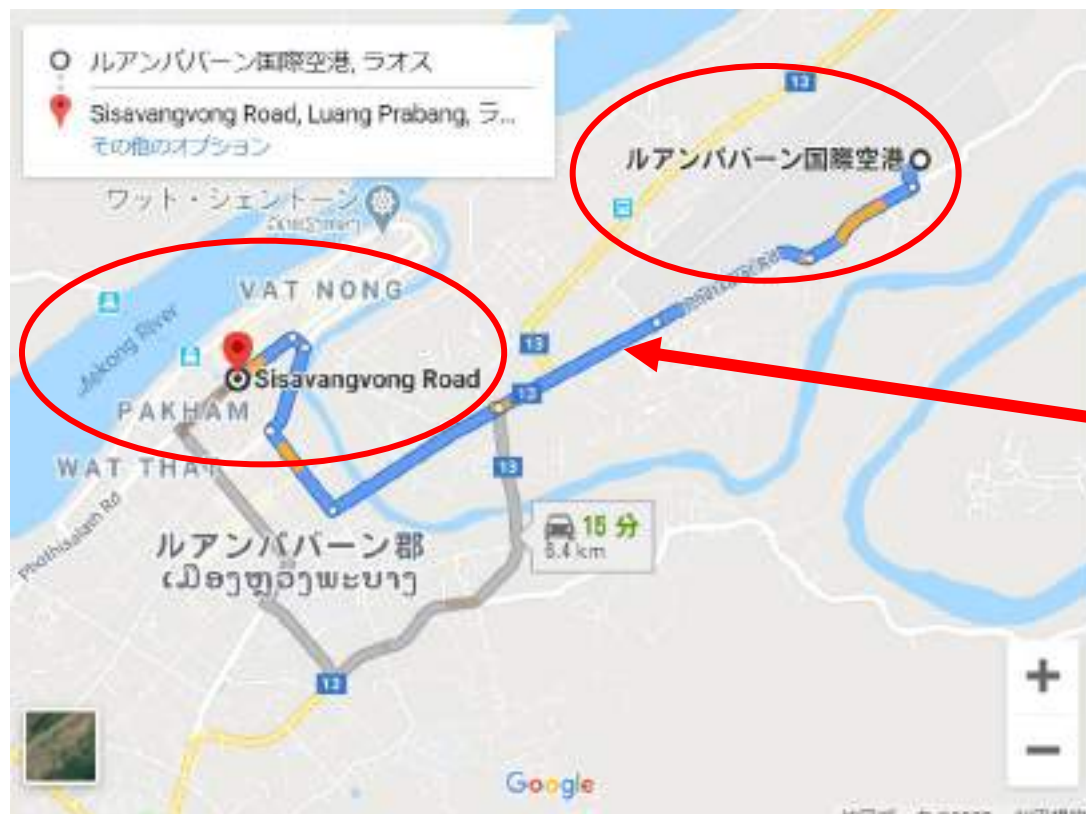 ルアンパバーン国際空港, ラオス
Sisavangvong Road, Luang Prabang, ラ...
その他のオプション
13
ルアンパバーン国際空港
ワット・シェントーン
VAT NONG
Mekong River
13
Sisavangvong Road
13
PAKHAM
WAT THAT
13
Phothisalath Rd
15 分
6.4 km
ルアンパバーン郡
ເມືອງຫຼວງພະບາງ
13
+
−
Google